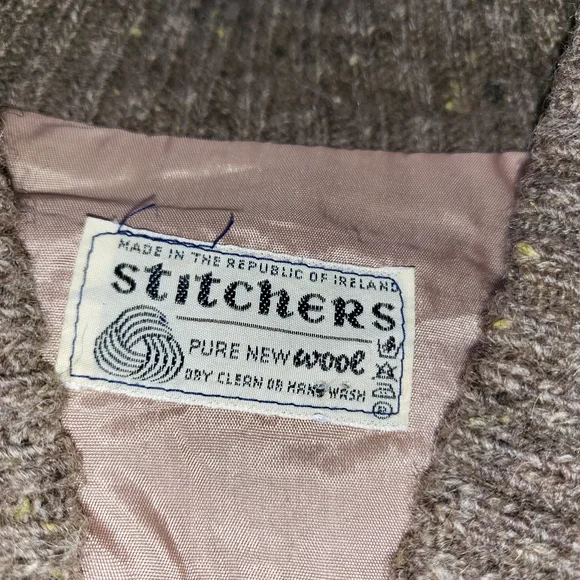 MADE IN THE REPUBLIC OF IRELAND
StitcHERS
PURE NEW wool
DRY CLEAN OR HAND WASH